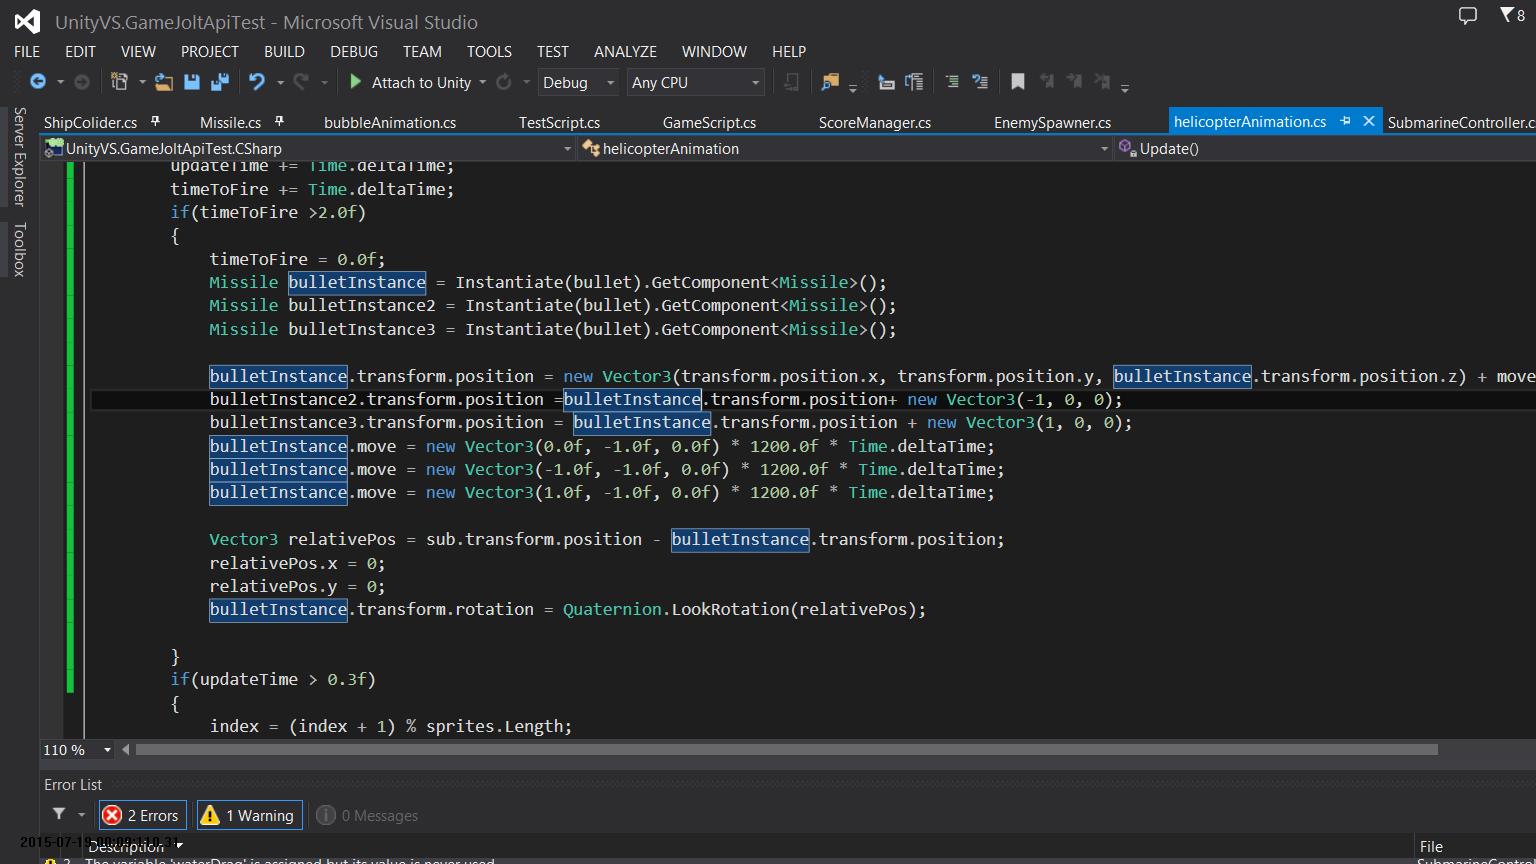 UnityVS.GameJoltApiTest - Microsoft Visual Studio
8
FILE EDIT VIEW PROJECT BUILD DEBUG TEAM TOOLS TEST ANALYZE WINDOW HELP
Attach to Unity Debug Any CPU
Server Explorer
Toolbox
ShipColider.cs Missile.cs bubbleAnimation.cs TestScript.cs GameScript.cs ScoreManager.cs EnemySpawner.cs helicopterAnimation.cs SubmarineController.cs
UnityVS.GameJoltApiTest.CSharp helicopterAnimation Update()
updateTime += Time.deltaTime;
timeToFire += Time.deltaTime;
if(timeToFire >2.0f)
{
timeToFire = 0.0f;
Missile bulletInstance = Instantiate(bullet).GetComponent<Missile>();
Missile bulletInstance2 = Instantiate(bullet).GetComponent<Missile>();
Missile bulletInstance3 = Instantiate(bullet).GetComponent<Missile>();
bulletInstance.transform.position = new Vector3(transform.position.x, transform.position.y, bulletInstance.transform.position.z) + move
bulletInstance2.transform.position =bulletInstance.transform.position+ new Vector3(-1, 0, 0);
bulletInstance3.transform.position = bulletInstance.transform.position + new Vector3(1, 0, 0);
bulletInstance.move = new Vector3(0.0f, -1.0f, 0.0f) * 1200.0f * Time.deltaTime;
bulletInstance.move = new Vector3(-1.0f, -1.0f, 0.0f) * 1200.0f * Time.deltaTime;
bulletInstance.move = new Vector3(1.0f, -1.0f, 0.0f) * 1200.0f * Time.deltaTime;
Vector3 relativePos = sub.transform.position - bulletInstance.transform.position;
relativePos.x = 0;
relativePos.y = 0;
bulletInstance.transform.rotation = Quaternion.LookRotation(relativePos);
}
if(updateTime > 0.3f)
{
index = (index + 1) % sprites.Length;
110 %
Error List
2 Errors 1 Warning 0 Messages
Description File
The variable 'waterDrag' is assigned but its value is never used